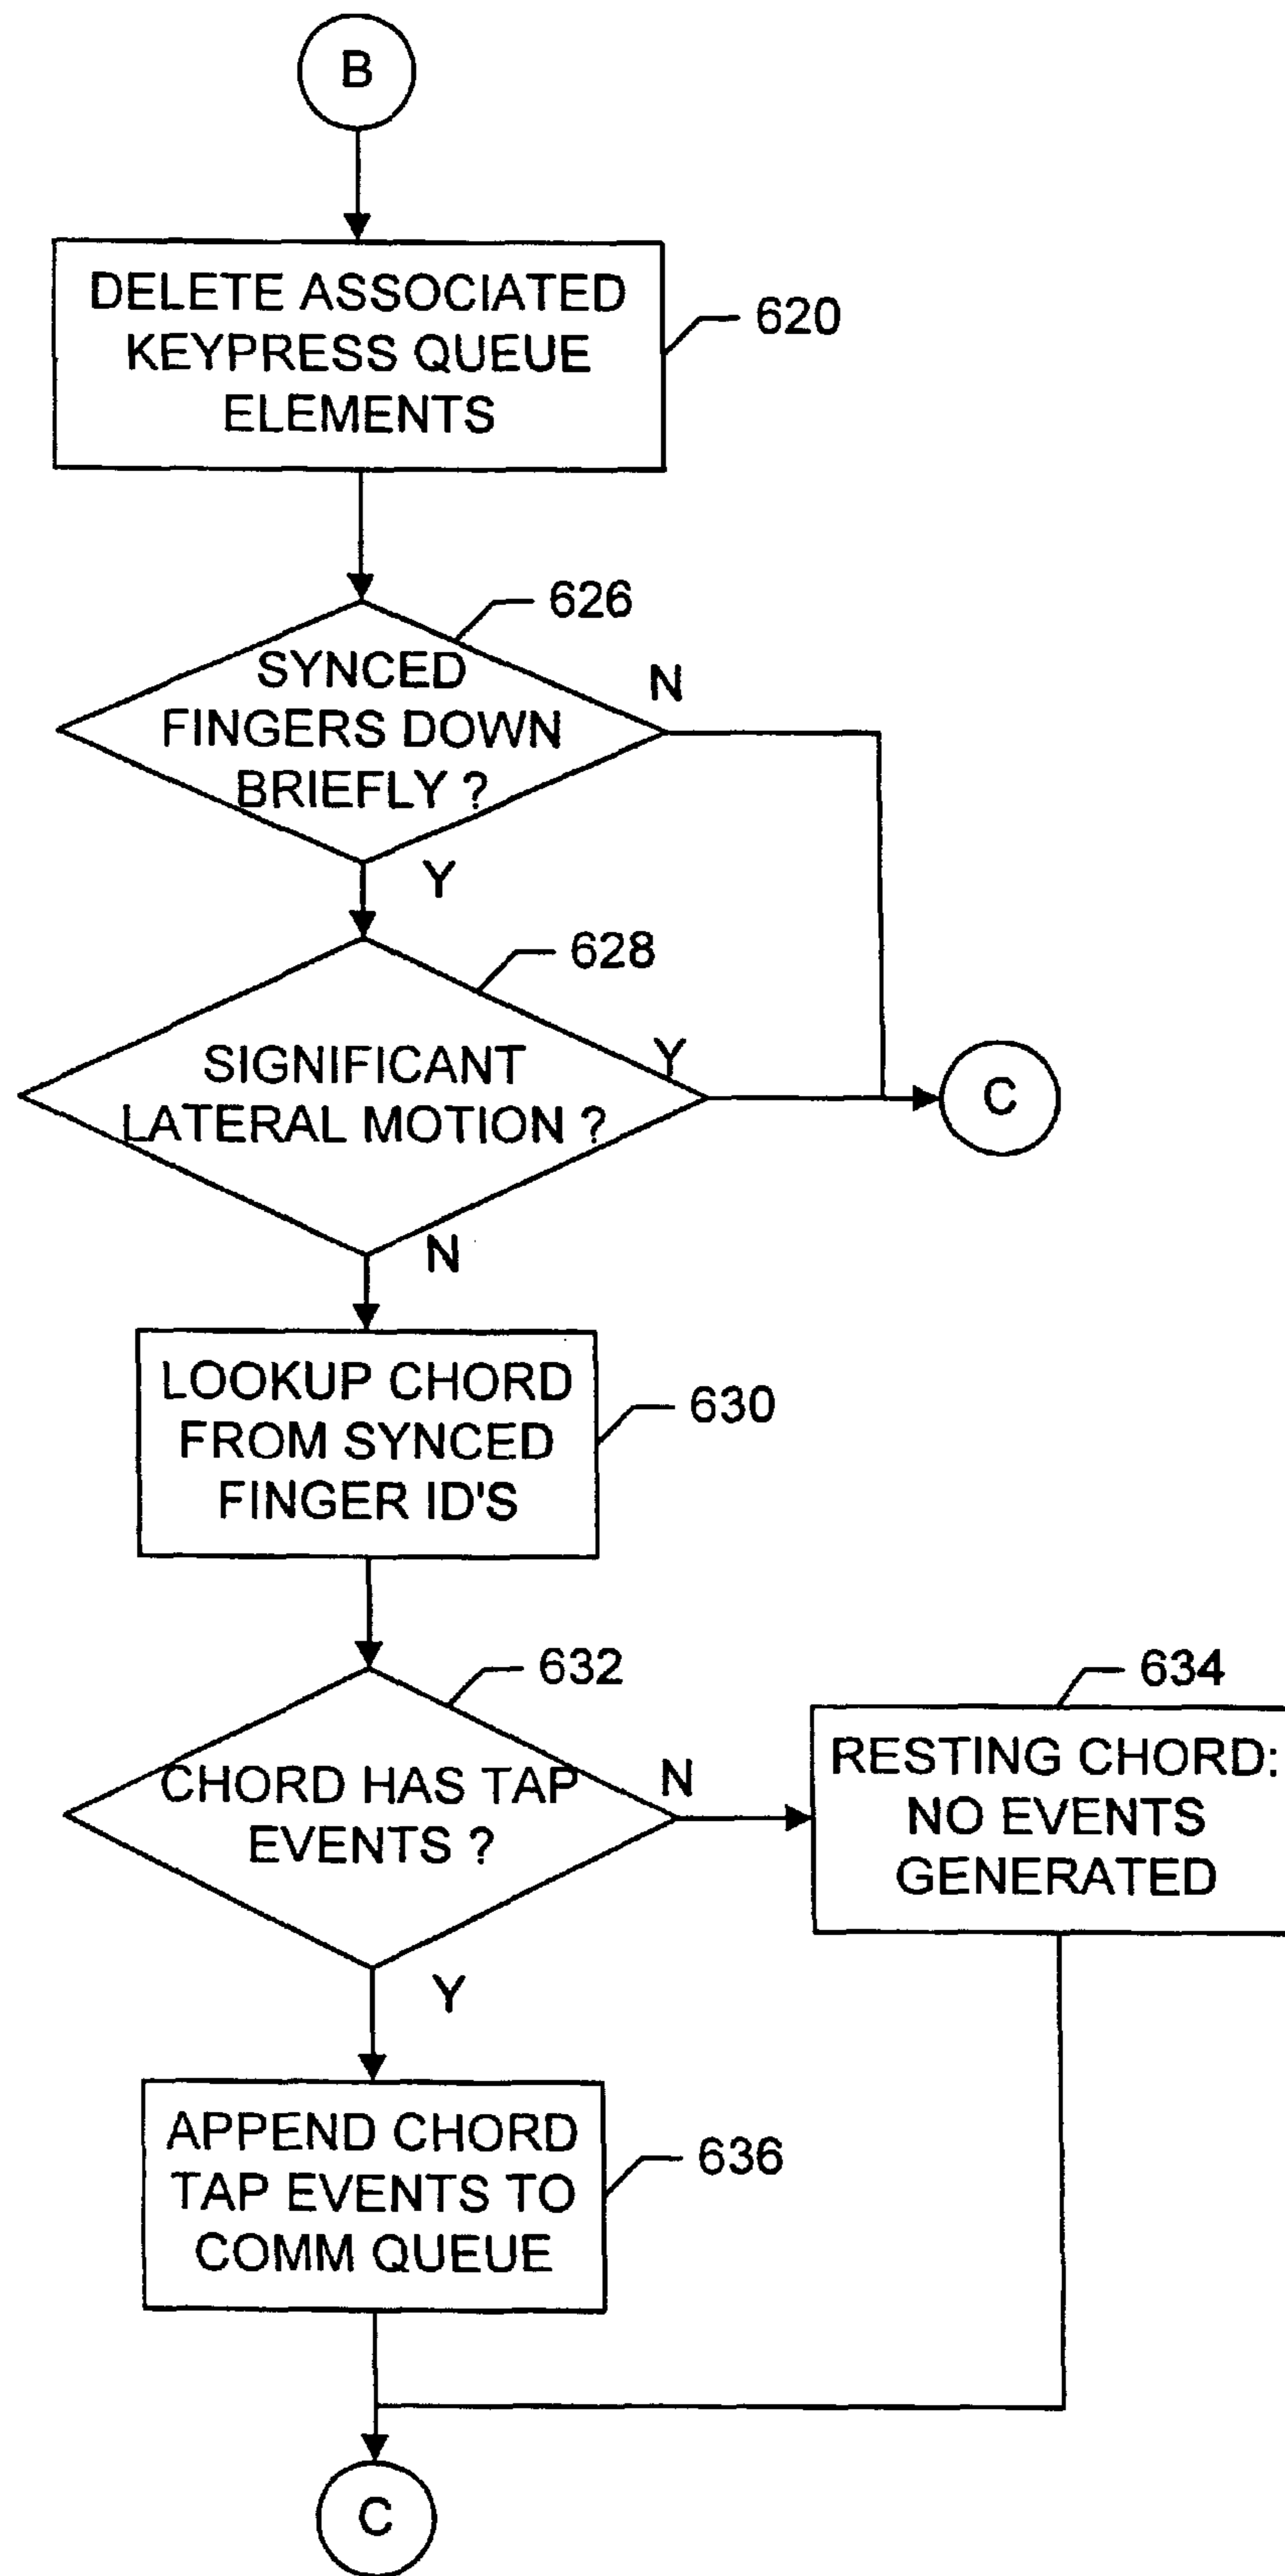 B
DELETE ASSOCIATED
KEYPRESS QUEUE
ELEMENTS
620
626
SYNCED
FINGERS DOWN
BRIEFLY ?
N
Y
628
SIGNIFICANT
LATERAL MOTION ?
Y
C
N
LOOKUP CHORD
FROM SYNCED
FINGER ID'S
630
632
CHORD HAS TAP
EVENTS ?
N
634
RESTING CHORD:
NO EVENTS
GENERATED
Y
APPEND CHORD
TAP EVENTS TO
COMM QUEUE
636
C